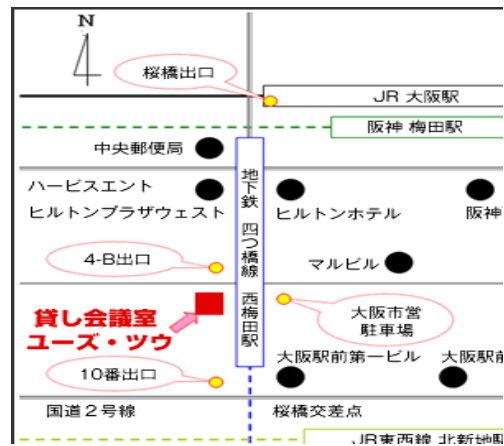 N
桜橋出口
JR 大阪駅
阪神 梅田駅
中央郵便局
ハービスエント
ヒルトンプラザウェスト
地下鉄 四つ橋線 西梅田駅
ヒルトンホテル
阪神
4-B出口
マルビル
貸し会議室
ユーズ・ツウ
大阪市営
駐車場
大阪駅前第一ビル
大阪駅前
10番出口
国道2号線
桜橋交差点
JR東西線 北新地駅